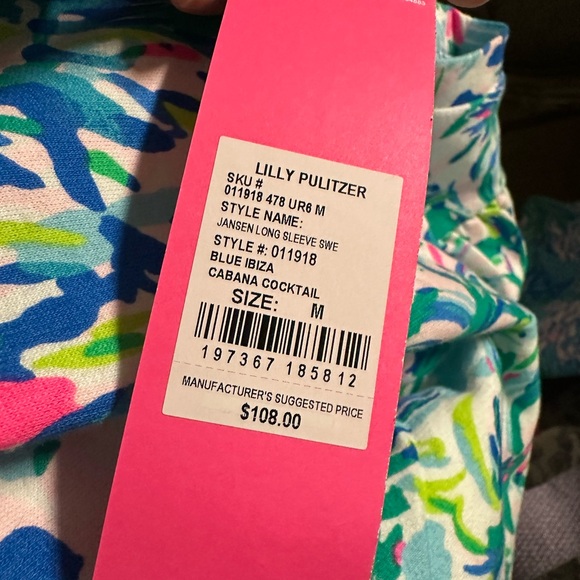 LILLY PULITZER
SKU #
011918 478 UR6 M
STYLE NAME:
JANSEN LONG SLEEVE SWE
STYLE #: 011918
BLUE IBIZA
CABANA COCKTAIL
SIZE: M
197367 185812
MANUFACTURER'S SUGGESTED PRICE
$108.00